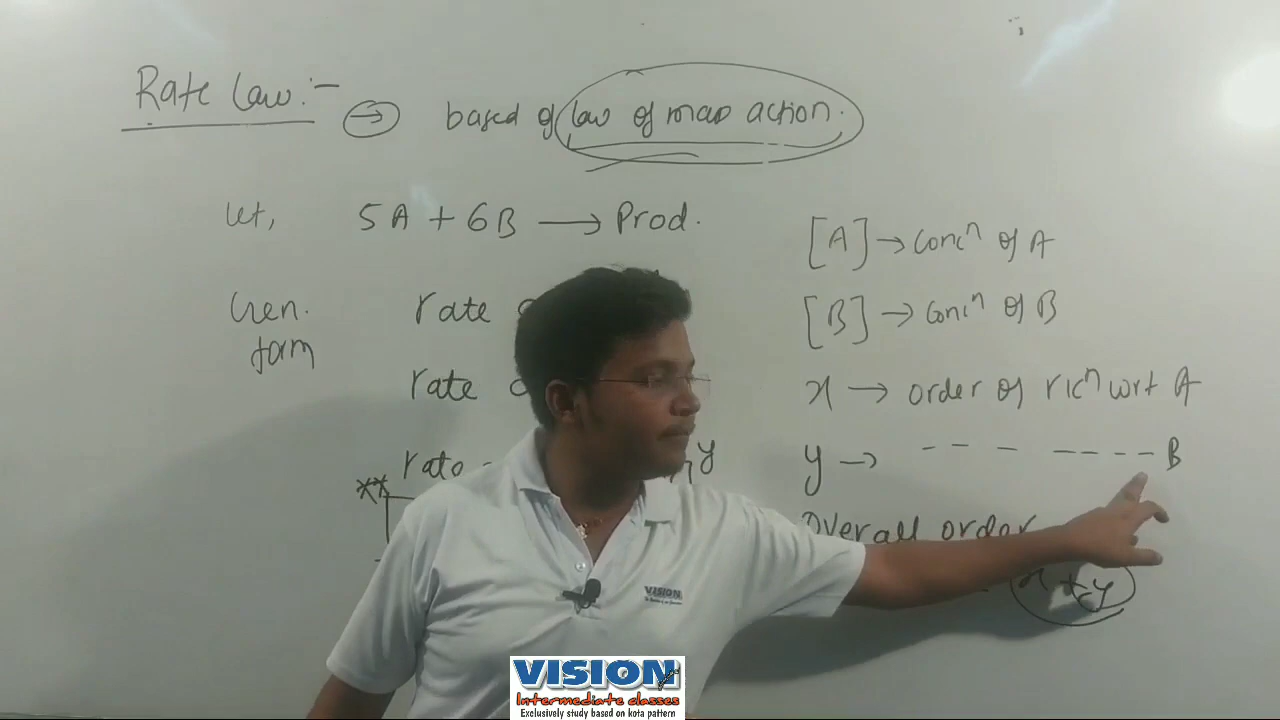 Rate Law :- → based of law of mass action.
Let, 5A + 6B → Prod.
Gen. form
rate
rate
rate y
**
[A] → Concⁿ of A
[B] → Concⁿ of B
x → order of rxⁿ wrt A
y → - - - - - - - B
Overall order
x + y
VISION
VISION
Intermediate classes
Exclusively study based on kota pattern